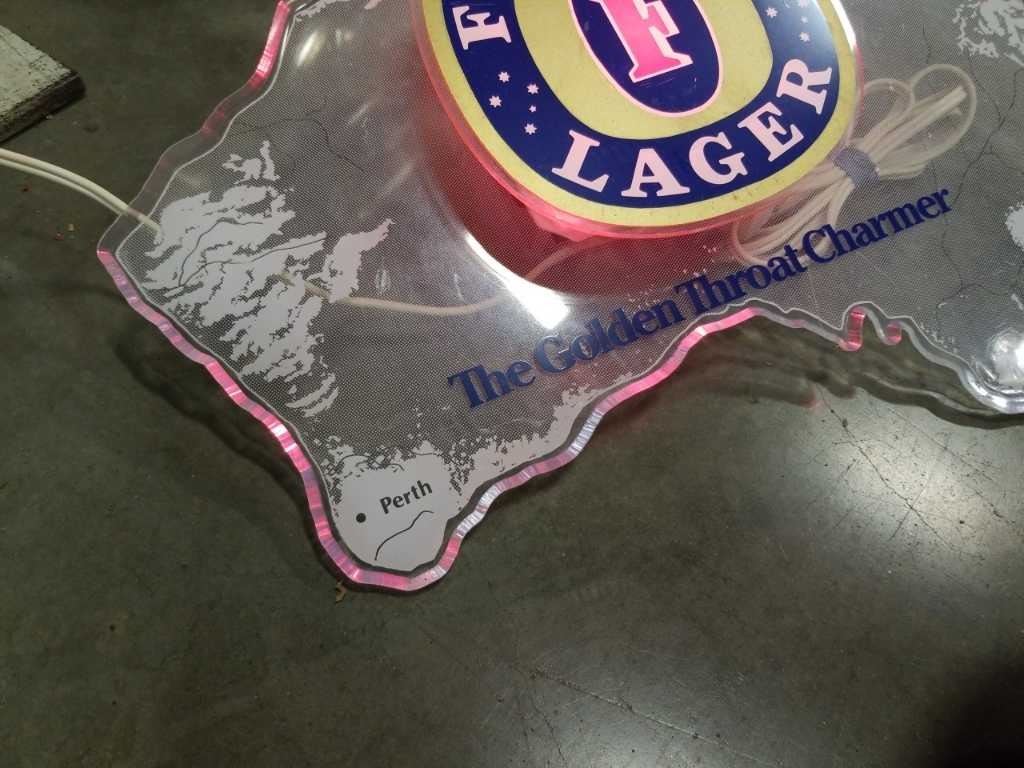 F
LAGER
The Golden Throat Charmer
Perth